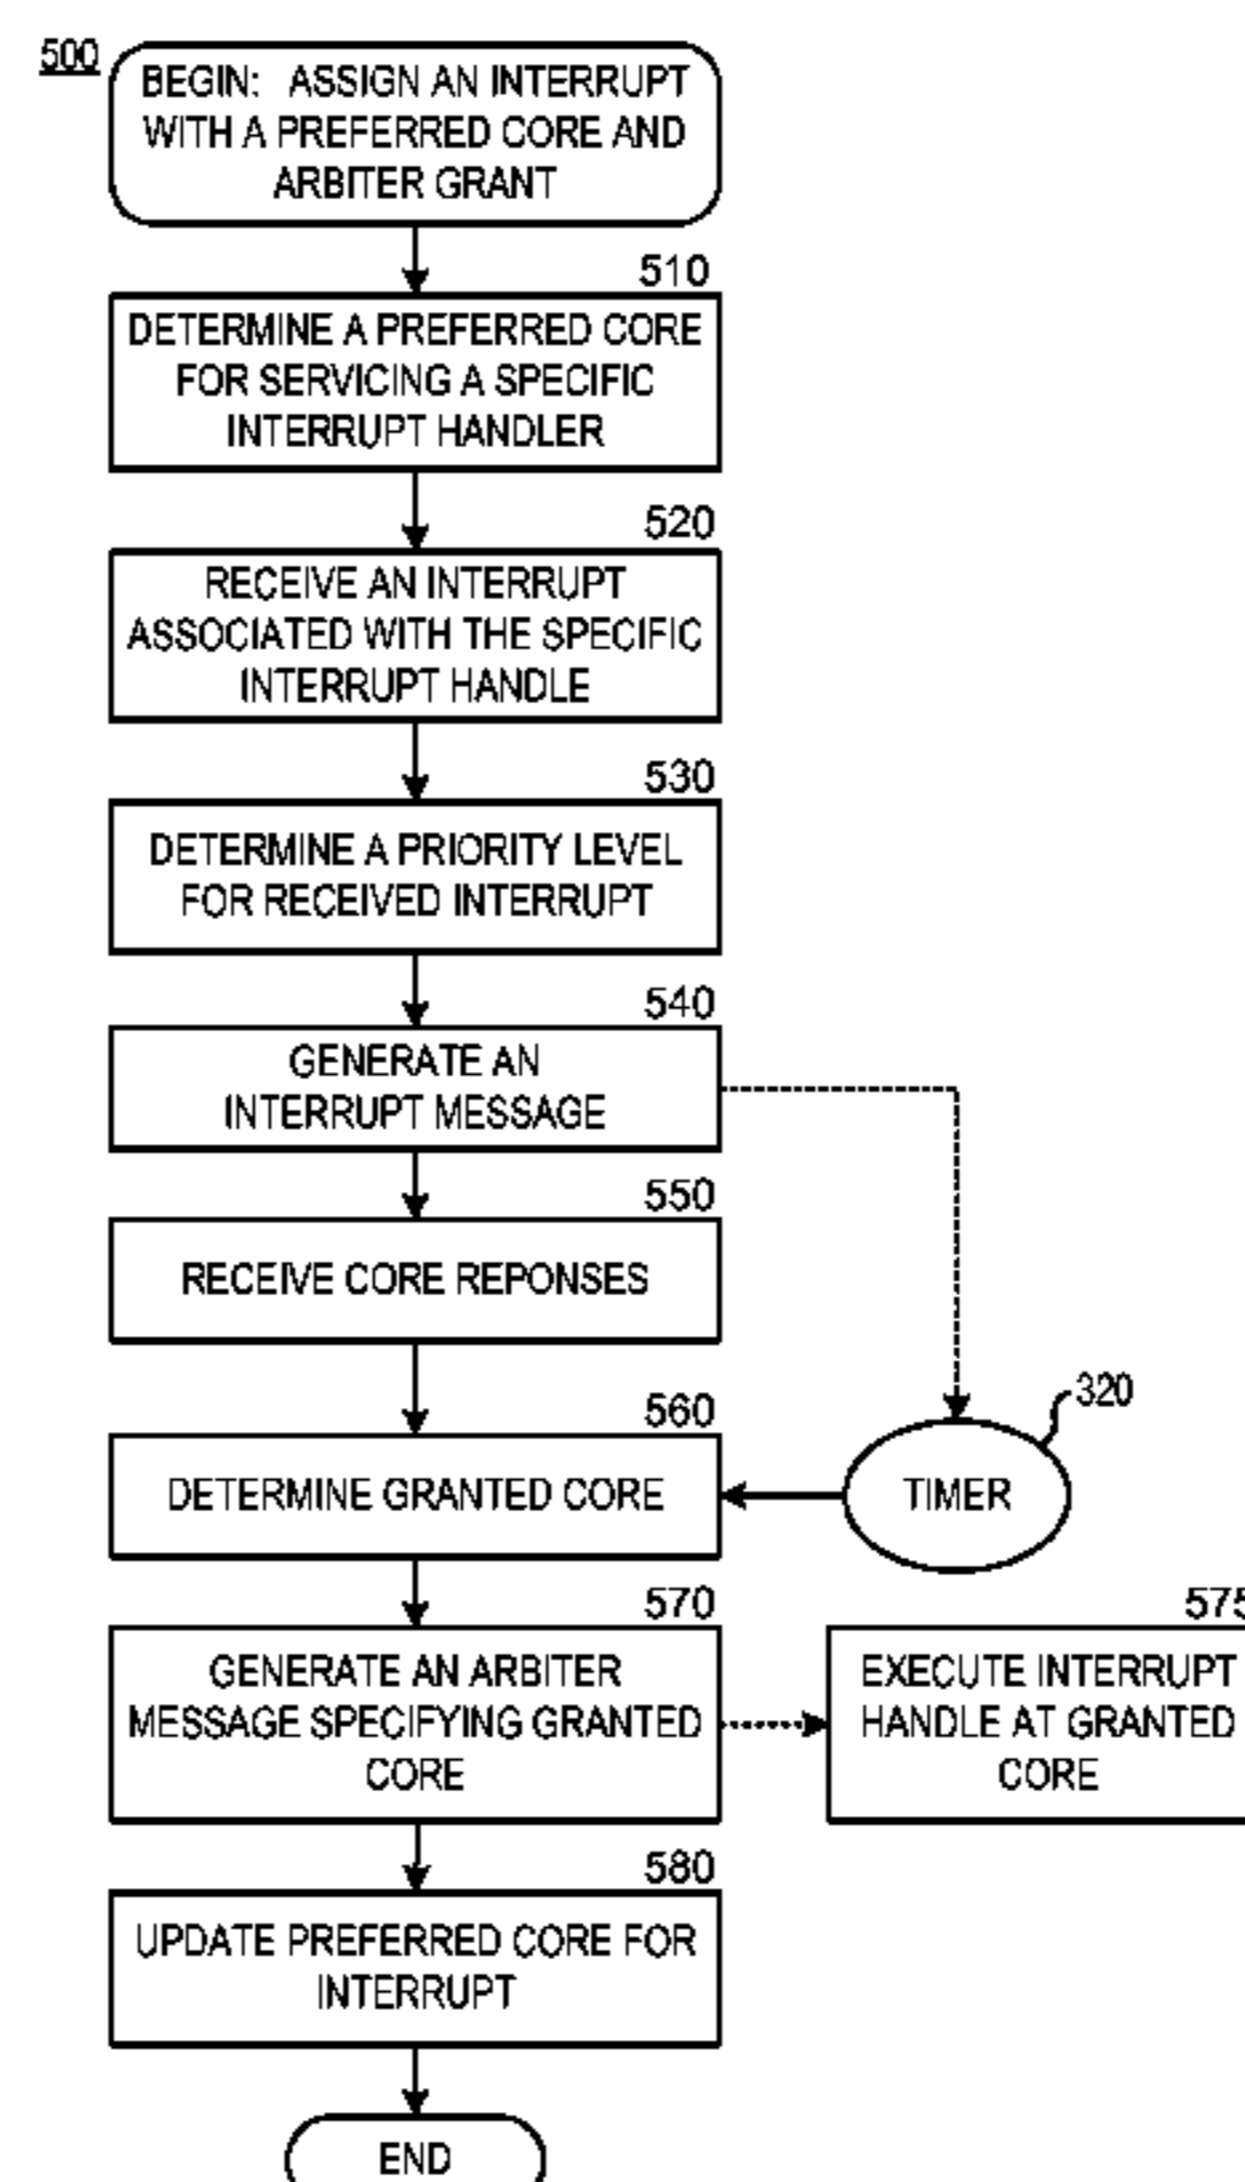 500
BEGIN: ASSIGN AN INTERRUPT
WITH A PREFERRED CORE AND
ARBITER GRANT
510
DETERMINE A PREFERRED CORE
FOR SERVICING A SPECIFIC
INTERRUPT HANDLER
520
RECEIVE AN INTERRUPT
ASSOCIATED WITH THE SPECIFIC
INTERRUPT HANDLE
530
DETERMINE A PRIORITY LEVEL
FOR RECEIVED INTERRUPT
540
GENERATE AN
INTERRUPT MESSAGE
550
RECEIVE CORE REPONSES
320
560
DETERMINE GRANTED CORE
TIMER
570
GENERATE AN ARBITER
MESSAGE SPECIFYING GRANTED
CORE
575
EXECUTE INTERRUPT
HANDLE AT GRANTED
CORE
580
UPDATE PREFERRED CORE FOR
INTERRUPT
END